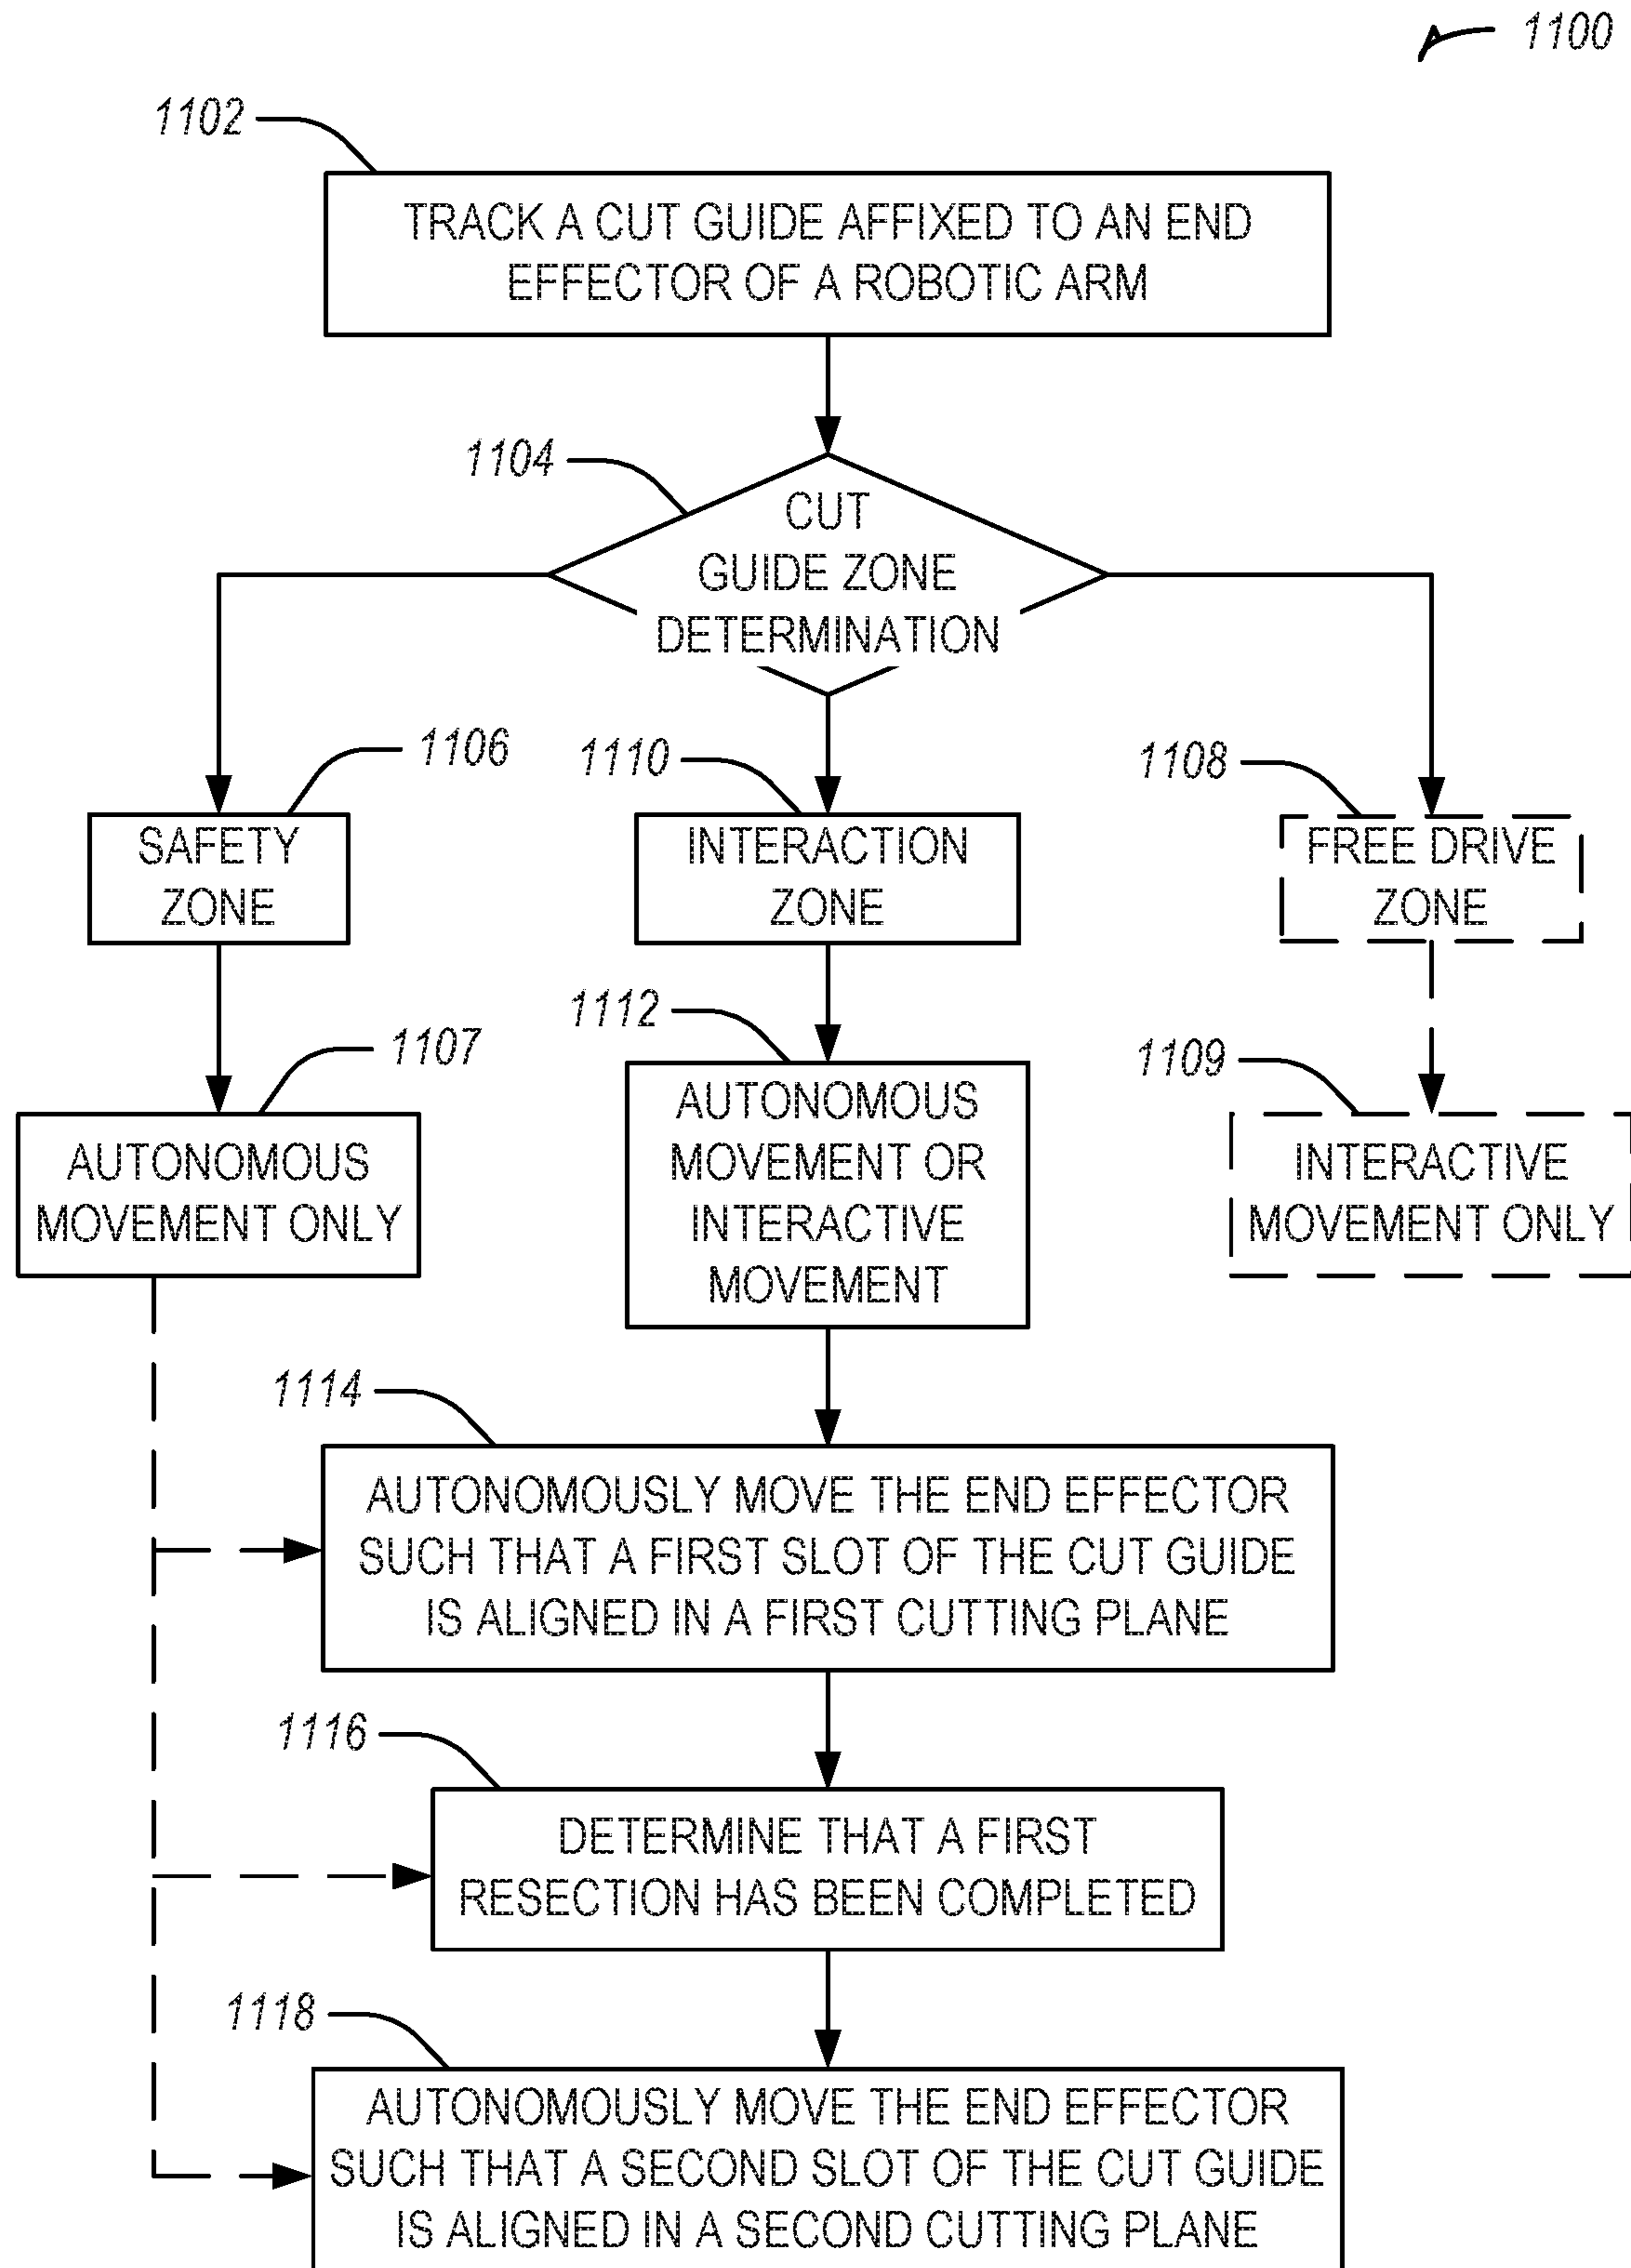 1100
1102
TRACK A CUT GUIDE AFFIXED TO AN END
EFFECTOR OF A ROBOTIC ARM
1104
CUT
GUIDE ZONE
DETERMINATION
1106
SAFETY
ZONE
1110
INTERACTION
ZONE
1108
FREE DRIVE
ZONE
1107
AUTONOMOUS
MOVEMENT ONLY
1112
AUTONOMOUS
MOVEMENT OR
INTERACTIVE
MOVEMENT
1109
INTERACTIVE
MOVEMENT ONLY
1114
AUTONOMOUSLY MOVE THE END EFFECTOR
SUCH THAT A FIRST SLOT OF THE CUT GUIDE
IS ALIGNED IN A FIRST CUTTING PLANE
1116
DETERMINE THAT A FIRST
RESECTION HAS BEEN COMPLETED
1118
AUTONOMOUSLY MOVE THE END EFFECTOR
SUCH THAT A SECOND SLOT OF THE CUT GUIDE
IS ALIGNED IN A SECOND CUTTING PLANE